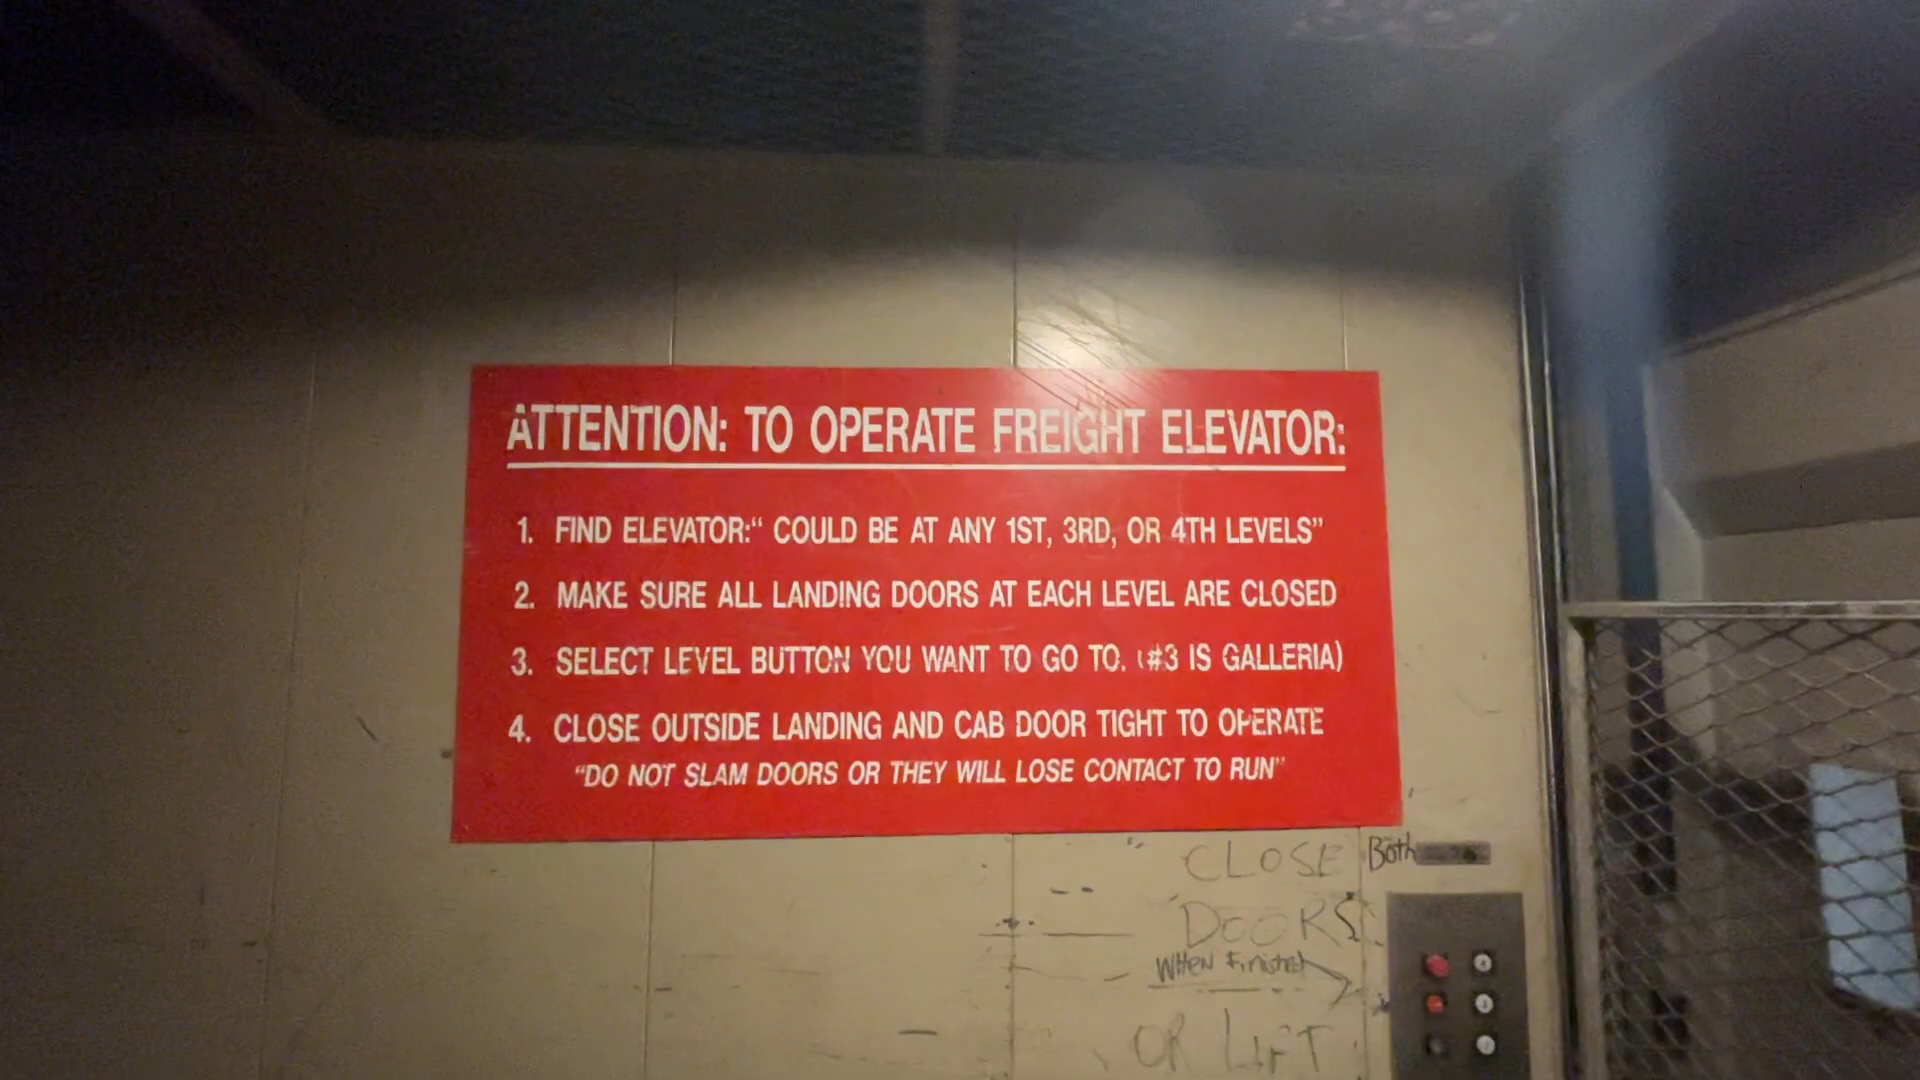 ATTENTION: TO OPERATE FREIGHT ELEVATOR:
1. FIND ELEVATOR:“ COULD BE AT ANY 1ST, 3RD, OR 4TH LEVELS”
2. MAKE SURE ALL LANDING DOORS AT EACH LEVEL ARE CLOSED
3. SELECT LEVEL BUTTON YOU WANT TO GO TO. (#3 IS GALLERIA)
4. CLOSE OUTSIDE LANDING AND CAB DOOR TIGHT TO OPERATE
“DO NOT SLAM DOORS OR THEY WILL LOSE CONTACT TO RUN”
CLOSE Both
DOORS
WHEN Finished
OR LIFT